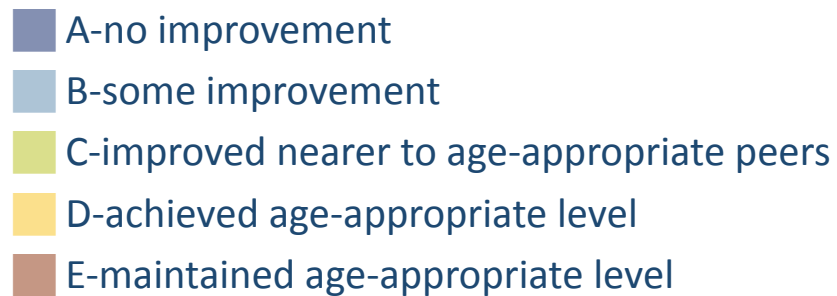 A-no improvement
B-some improvement
C-improved nearer to age-appropriate peers
D-achieved age-appropriate level
E-maintained age-appropriate level